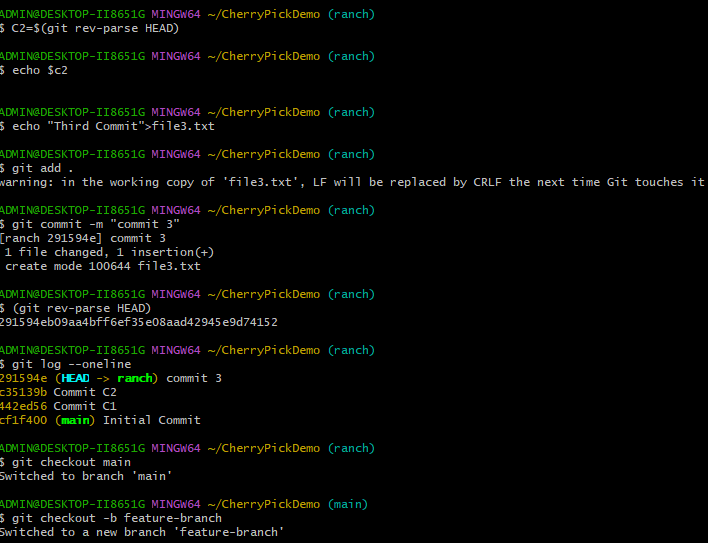 ADMIN@DESKTOP-II8651G MINGW64 ~/CherryPickDemo (ranch)
$ C2=$(git rev-parse HEAD)
ADMIN@DESKTOP-II8651G MINGW64 ~/CherryPickDemo (ranch)
$ echo $c2
ADMIN@DESKTOP-II8651G MINGW64 ~/CherryPickDemo (ranch)
$ echo "Third Commit">file3.txt
ADMIN@DESKTOP-II8651G MINGW64 ~/CherryPickDemo (ranch)
$ git add .
warning: in the working copy of 'file3.txt', LF will be replaced by CRLF the next time Git touches it
ADMIN@DESKTOP-II8651G MINGW64 ~/CherryPickDemo (ranch)
$ git commit -m "commit 3"
[ranch 291594e] commit 3
1 file changed, 1 insertion(+)
create mode 100644 file3.txt
ADMIN@DESKTOP-II8651G MINGW64 ~/CherryPickDemo (ranch)
$ (git rev-parse HEAD)
291594eb09aa4bff6ef35e08aad42945e9d74152
ADMIN@DESKTOP-II8651G MINGW64 ~/CherryPickDemo (ranch)
$ git log --oneline
291594e (HEAD -> ranch) commit 3
c35139b Commit C2
442ed56 Commit C1
cf1f400 (main) Initial Commit
ADMIN@DESKTOP-II8651G MINGW64 ~/CherryPickDemo (ranch)
$ git checkout main
Switched to branch 'main'
ADMIN@DESKTOP-II8651G MINGW64 ~/CherryPickDemo (main)
$ git checkout -b feature-branch
Switched to a new branch 'feature-branch'